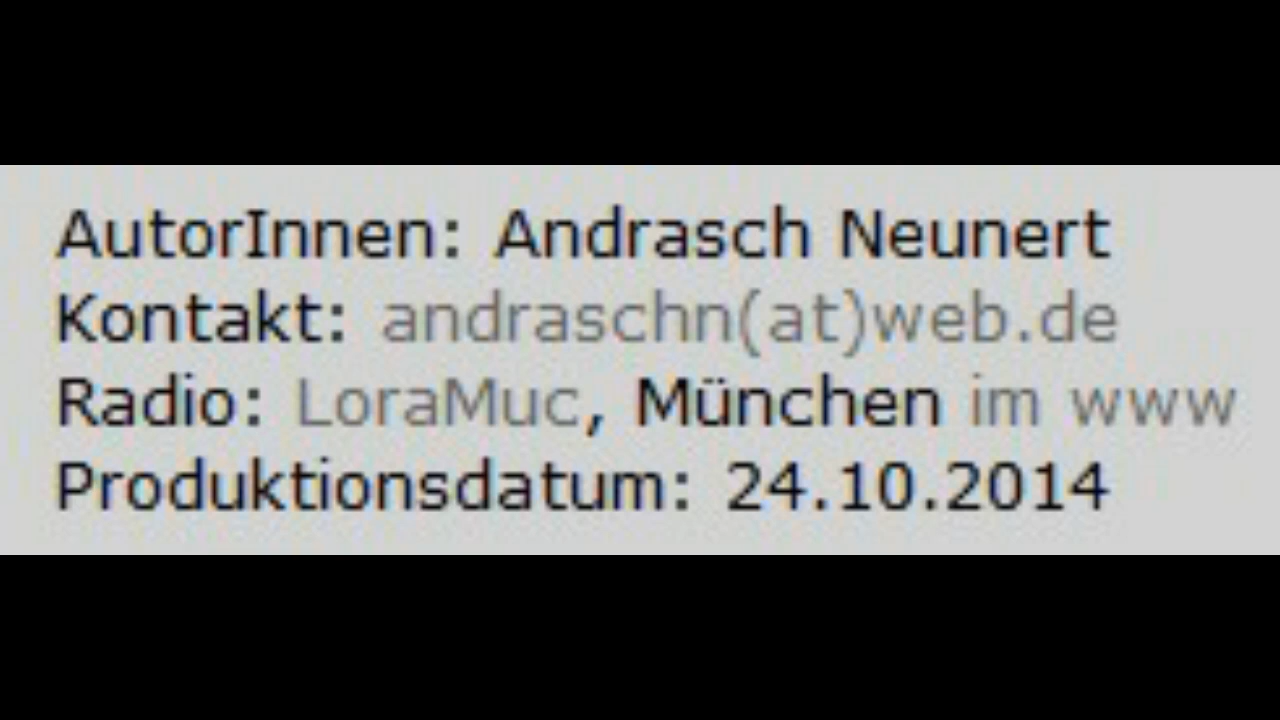 AutorInnen: Andrasch Neunert
Kontakt: andraschn(at)web.de
Radio: LoraMuc, München im www
Produktionsdatum: 24.10.2014